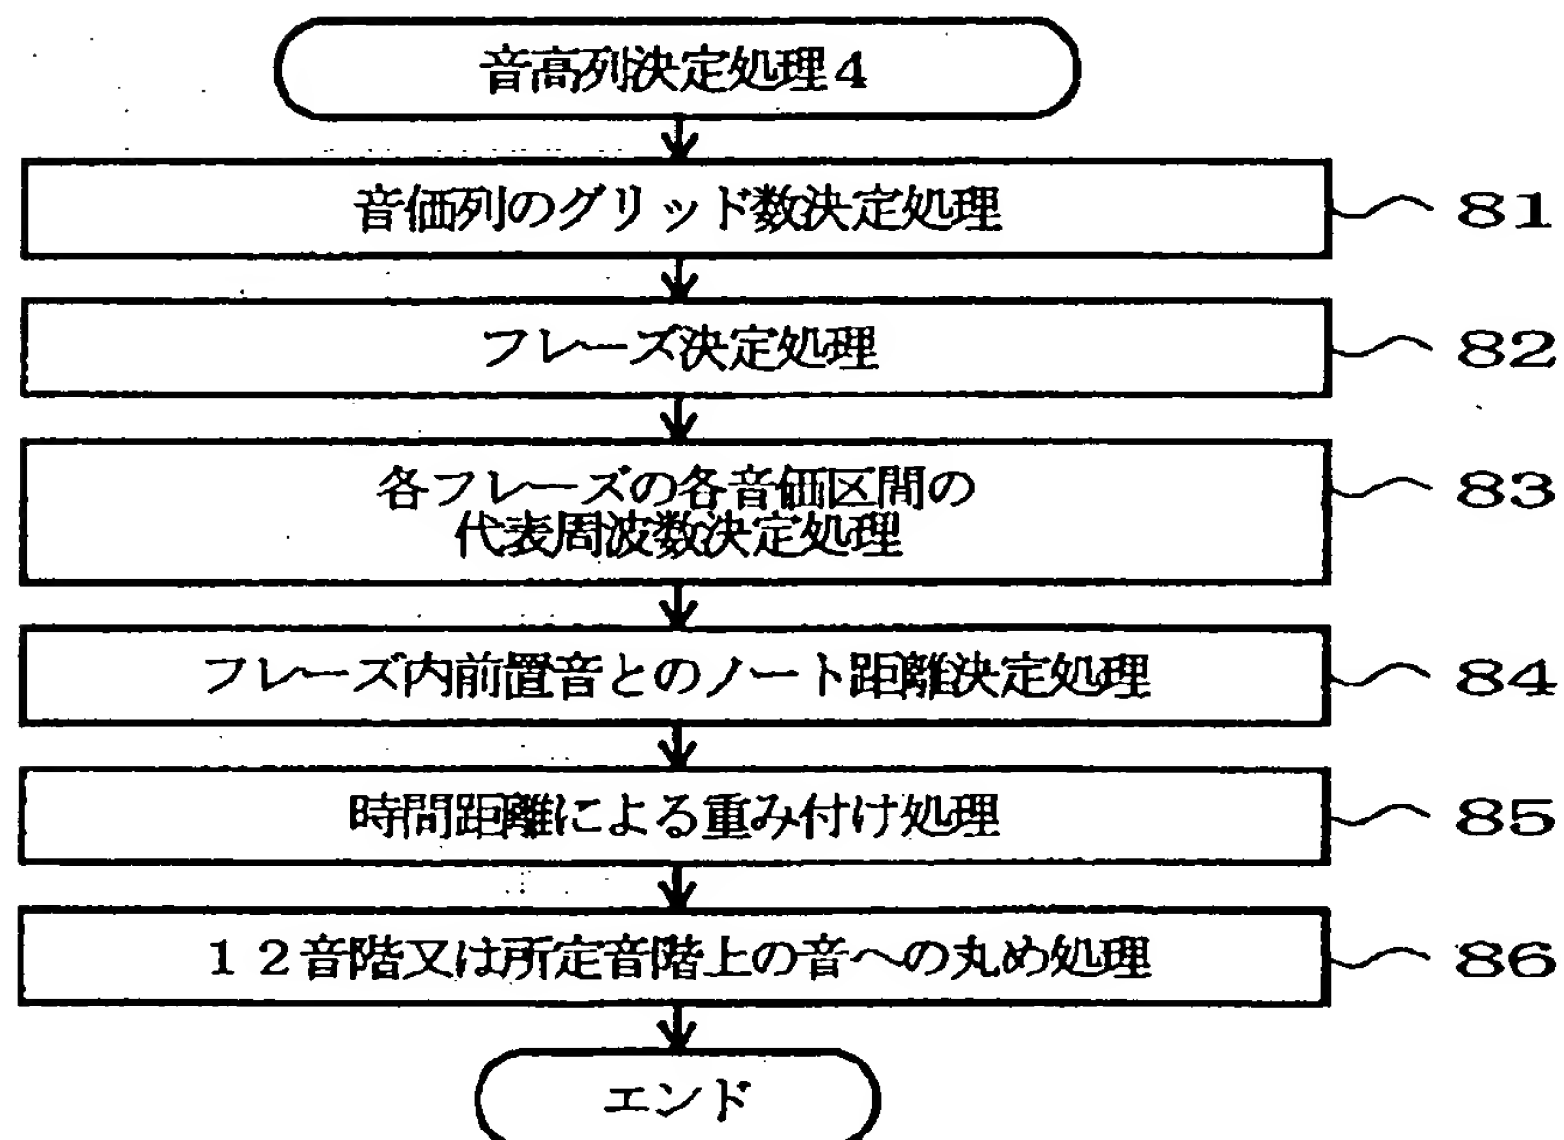 音高列決定処理４
音価列のグリッド数決定処理
81
フレーズ決定処理
82
各フレーズの各音価区間の
代表周波数決定処理
83
フレーズ内前置音とのノート距離決定処理
84
時間距離による重み付け処理
85
１２音階又は所定音階上の音への丸め処理
86
エンド